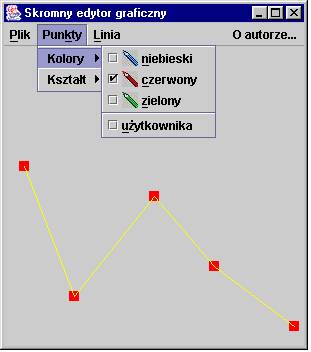 Skromny edytor graficzny
Plik Punkty Linia O autorze...
Kolory niebieski
Kształt czerwony
zielony
użytkownika